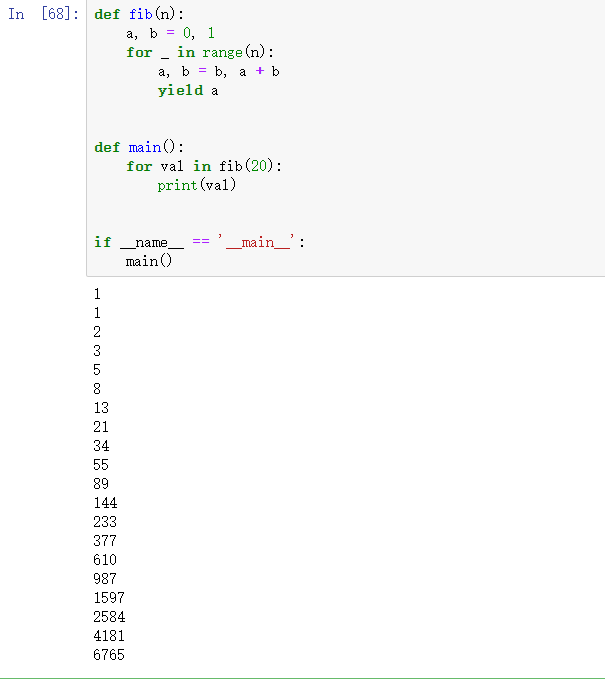 In [68]: def fib(n):
    a, b = 0, 1
    for _ in range(n):
        a, b = b, a + b
        yield a
def main():
    for val in fib(20):
        print(val)
if __name__ == '__main__':
    main()
1
1
2
3
5
8
13
21
34
55
89
144
233
377
610
987
1597
2584
4181
6765